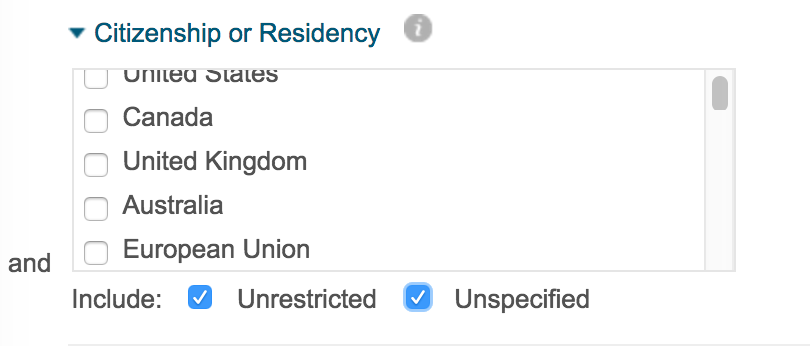 Citizenship or Residency
United States
Canada
United Kingdom
Australia
European Union
and
Include: Unrestricted Unspecified